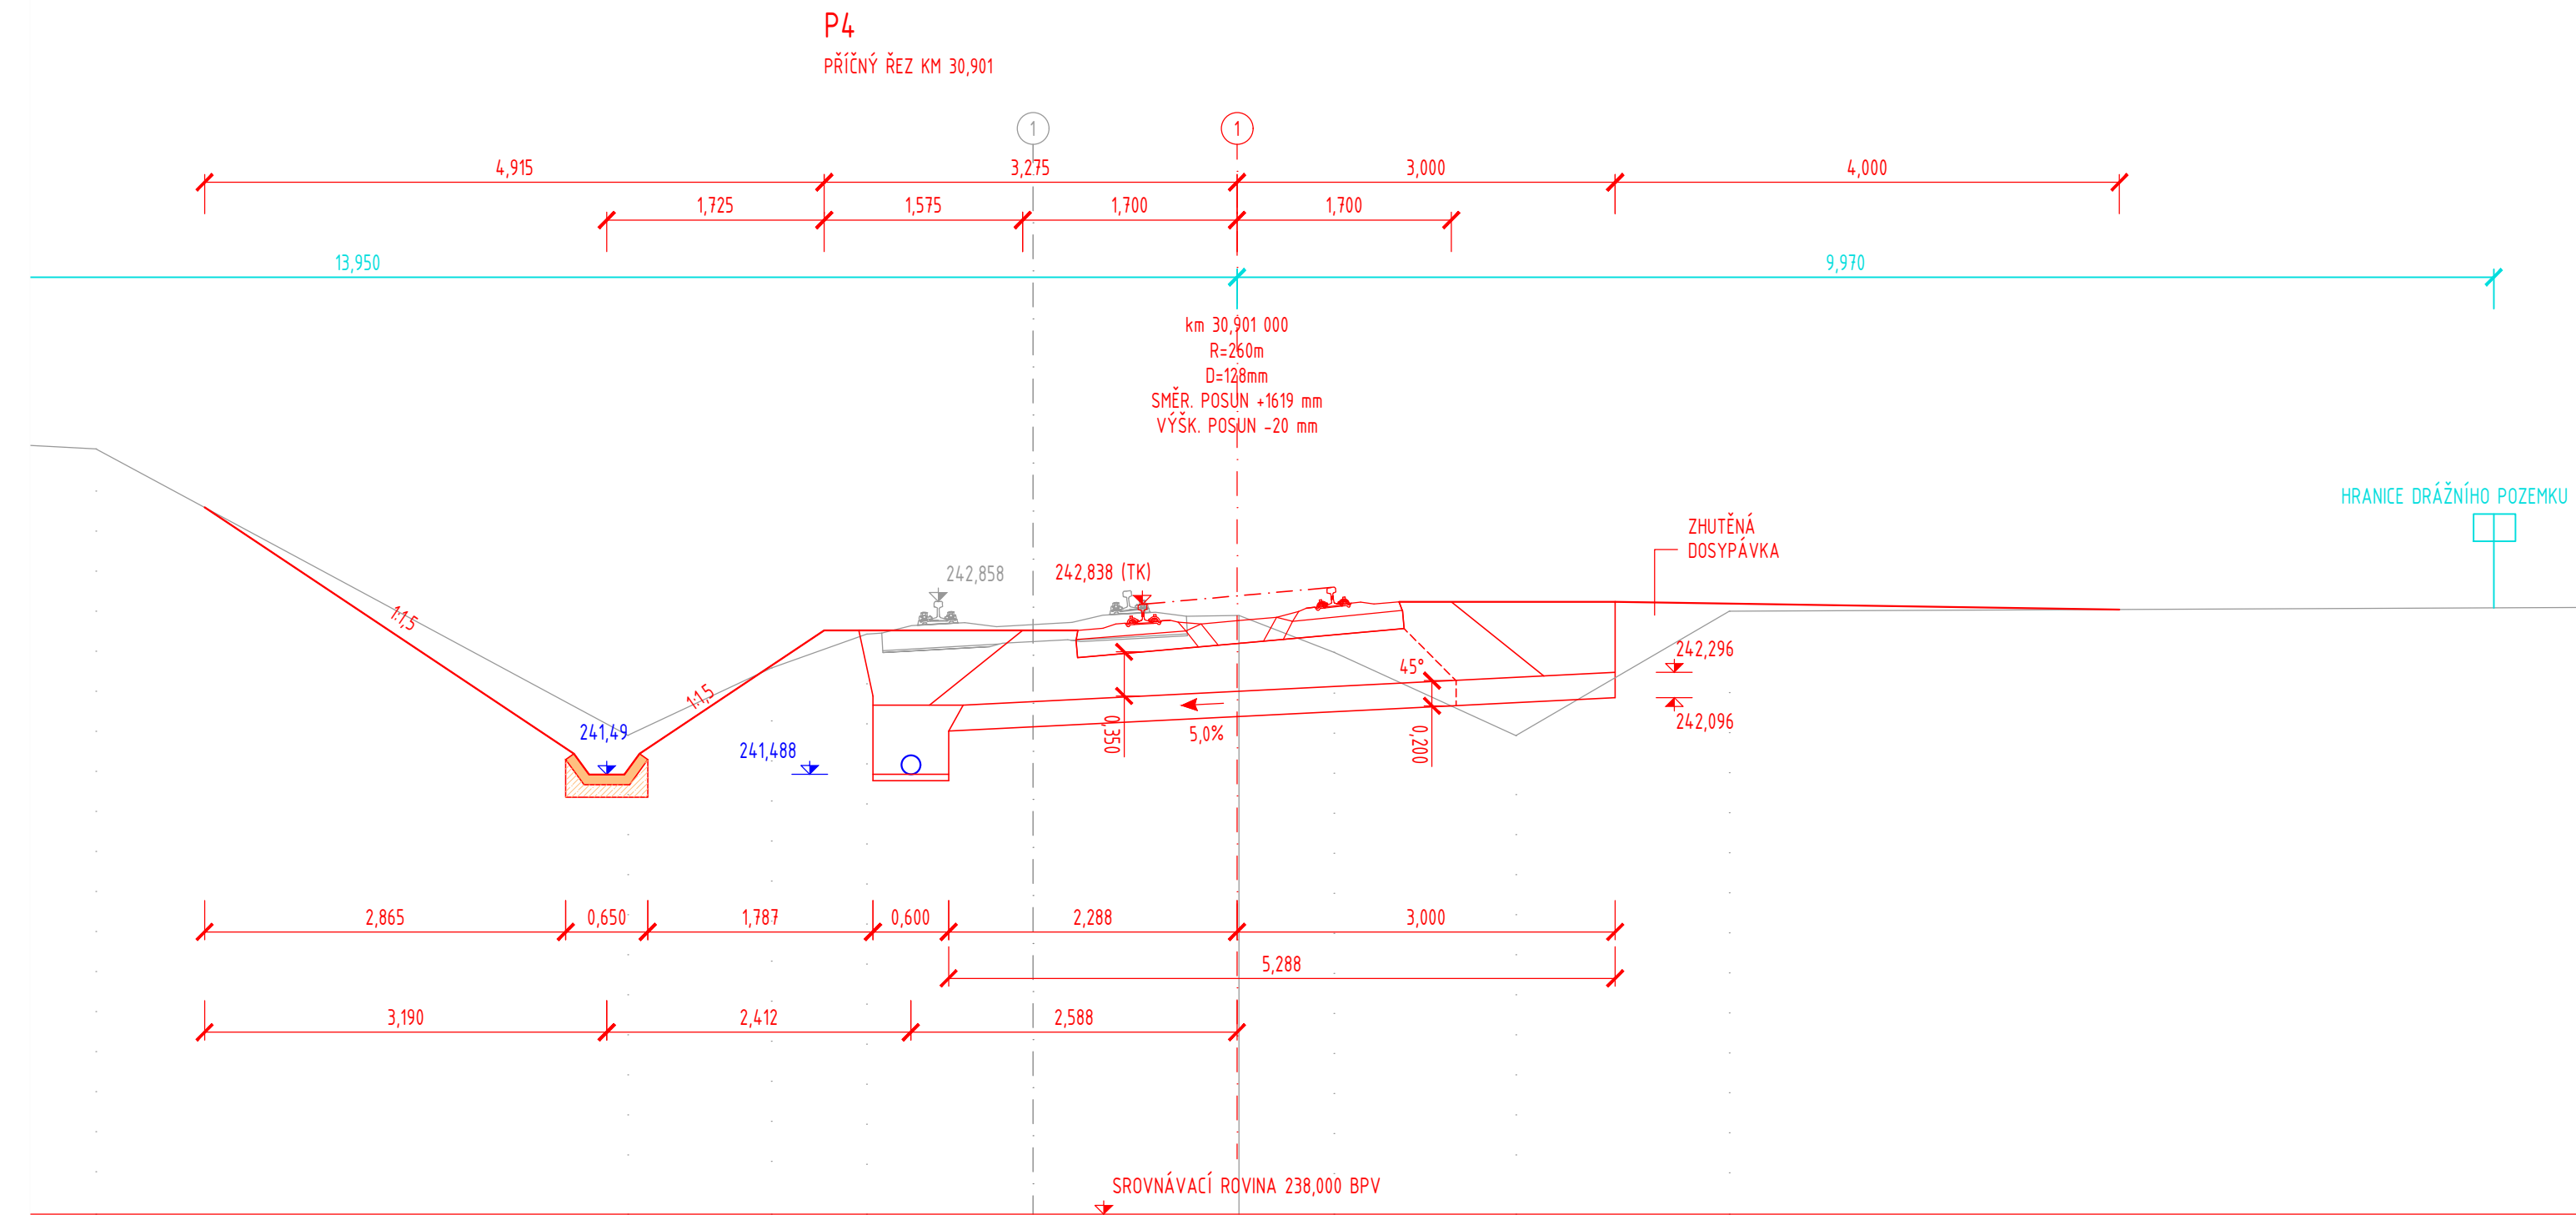 P4
PŘÍČNÝ ŘEZ KM 30,901
1
1
4,915
3,275
3,000
4,000
1,725
1,575
1,700
1,700
13,950
9,970
km 30,901 000
R=260m
D=128mm
SMĚR. POSUN +1619 mm
VÝŠK. POSUN -20 mm
HRANICE DRÁŽNÍHO POZEMKU
ZHUTĚNÁ
DOSYPÁVKA
242,858
242,838 (TK)
1:1,5
1:1,5
45°
242,296
242,096
241,49
241,488
0,350
5,0%
0,200
2,865
0,650
1,787
0,600
2,288
3,000
5,288
3,190
2,412
2,588
SROVNÁVACÍ ROVINA 238,000 BPV